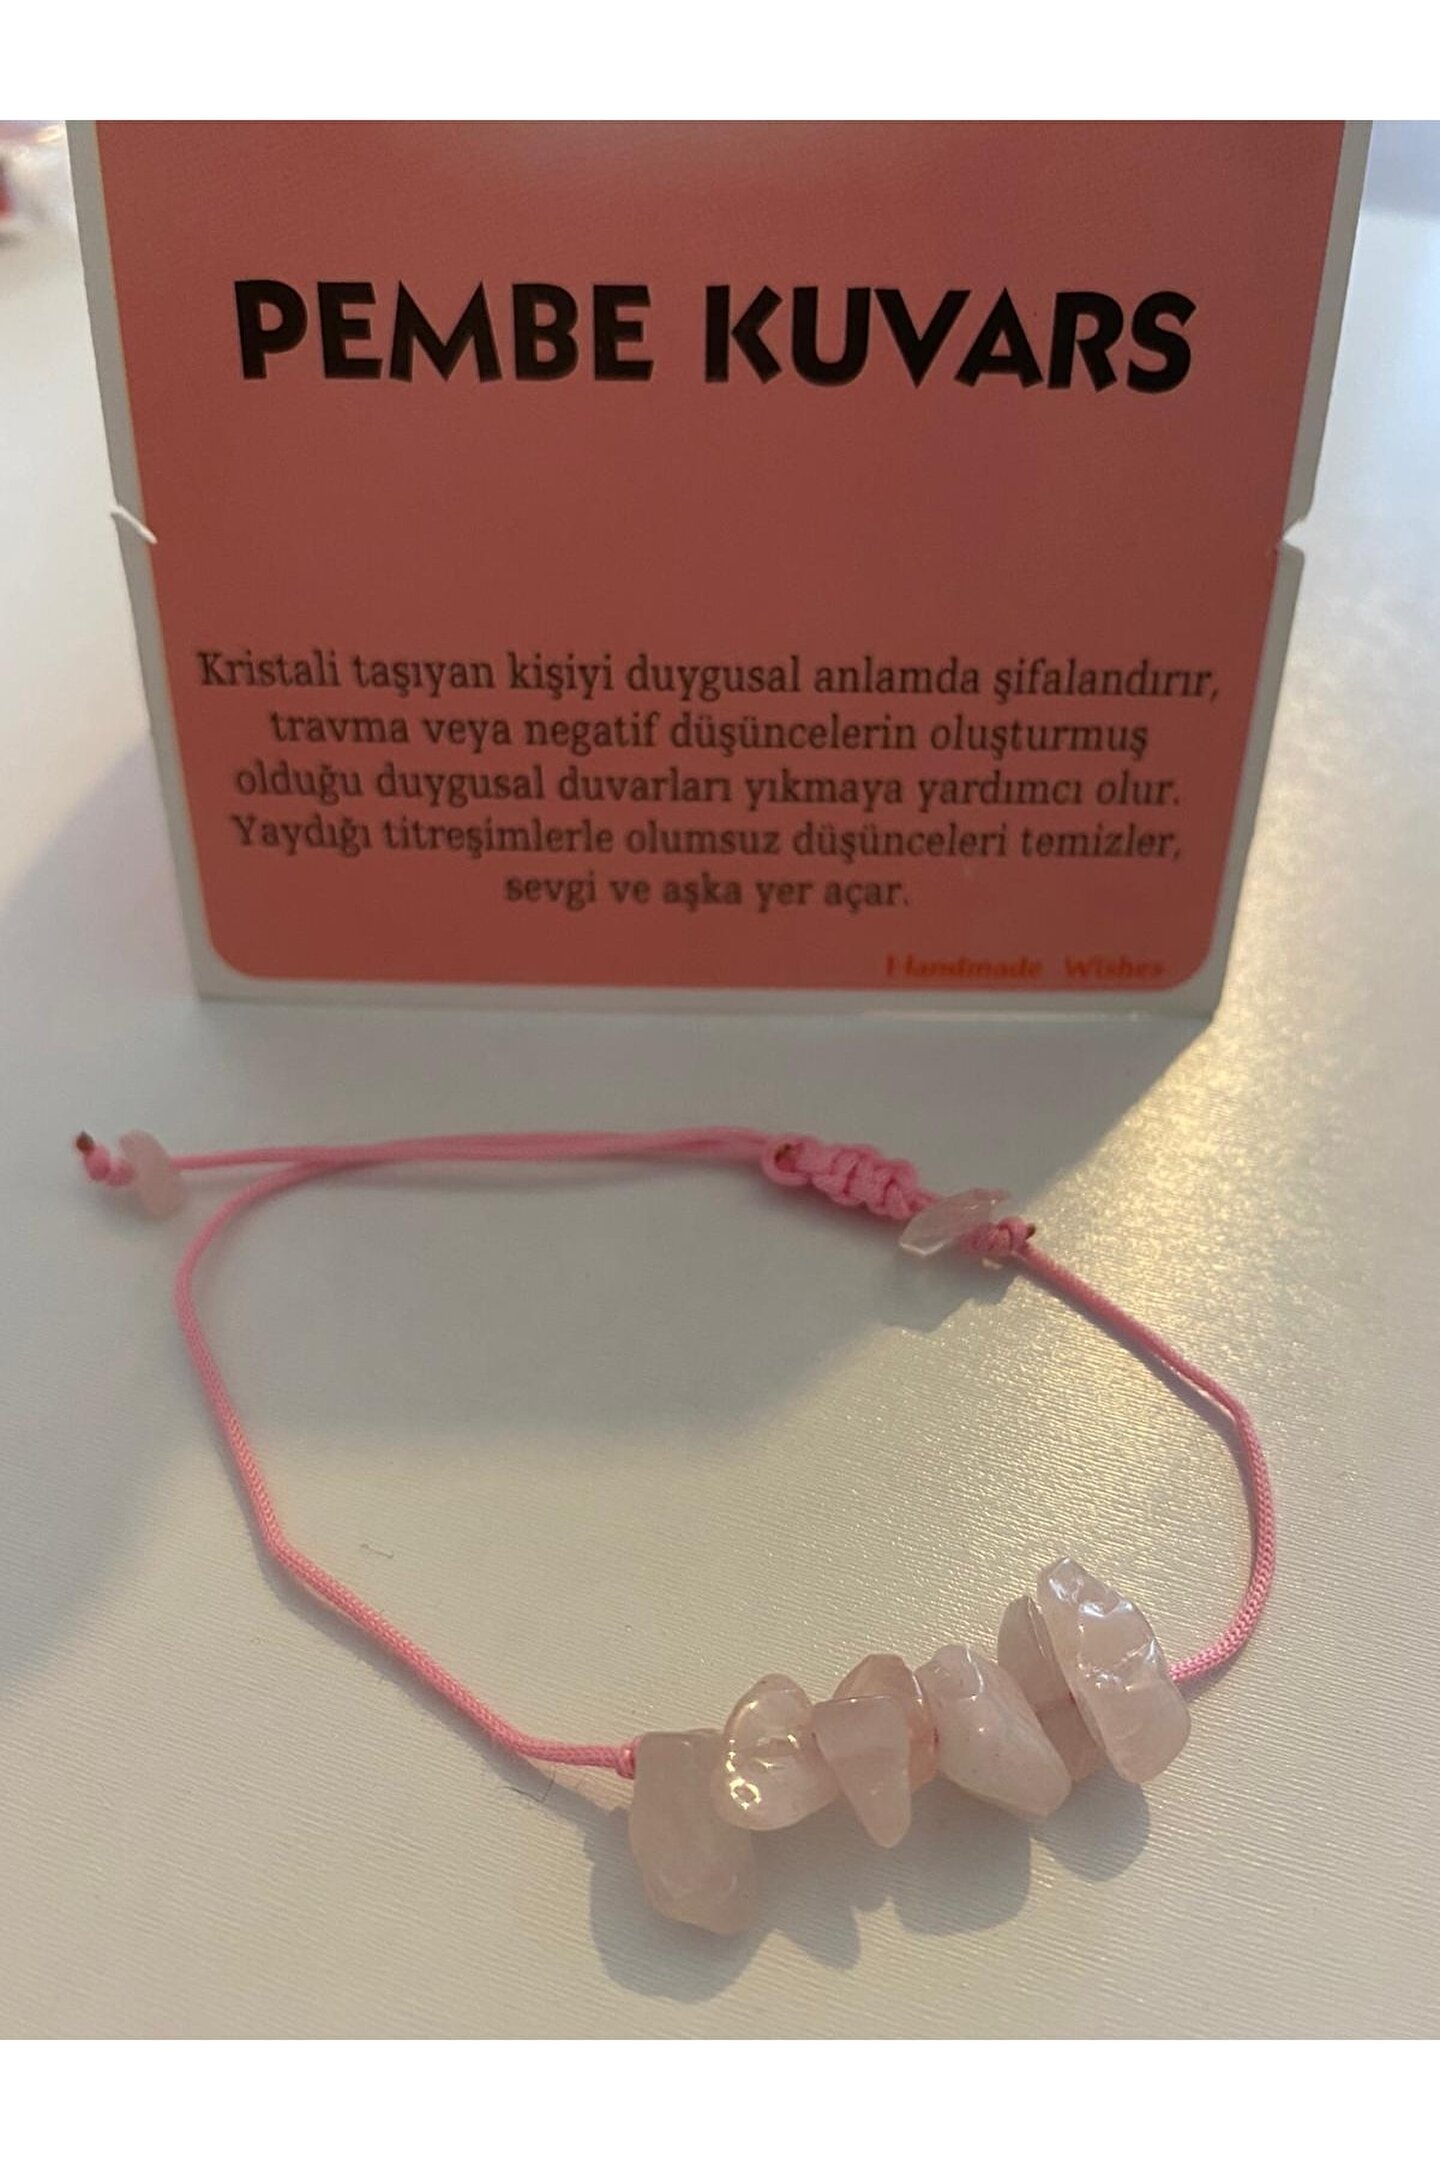 PEMBE KUVARS
Kristali taşıyan kişiyi duygusal anlamda şifalandırır,
travma veya negatif düşüncelerin oluşturmuş
olduğu duygusal duvarları yıkmaya yardımcı olur.
Yaydığı titreşimlerle olumsuz düşünceleri temizler,
sevgi ve aşka yer açar.
Handmade Wishes